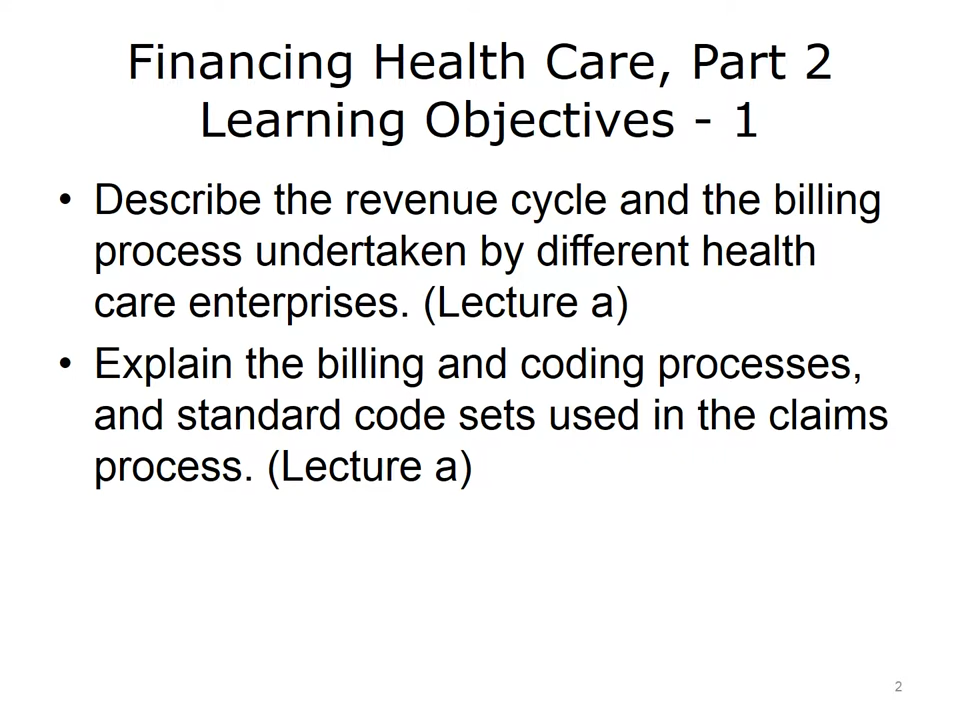 Financing Health Care, Part 2
Learning Objectives - 1
• Describe the revenue cycle and the billing
process undertaken by different health
care enterprises. (Lecture a)
• Explain the billing and coding processes,
and standard code sets used in the claims
process. (Lecture a)
2